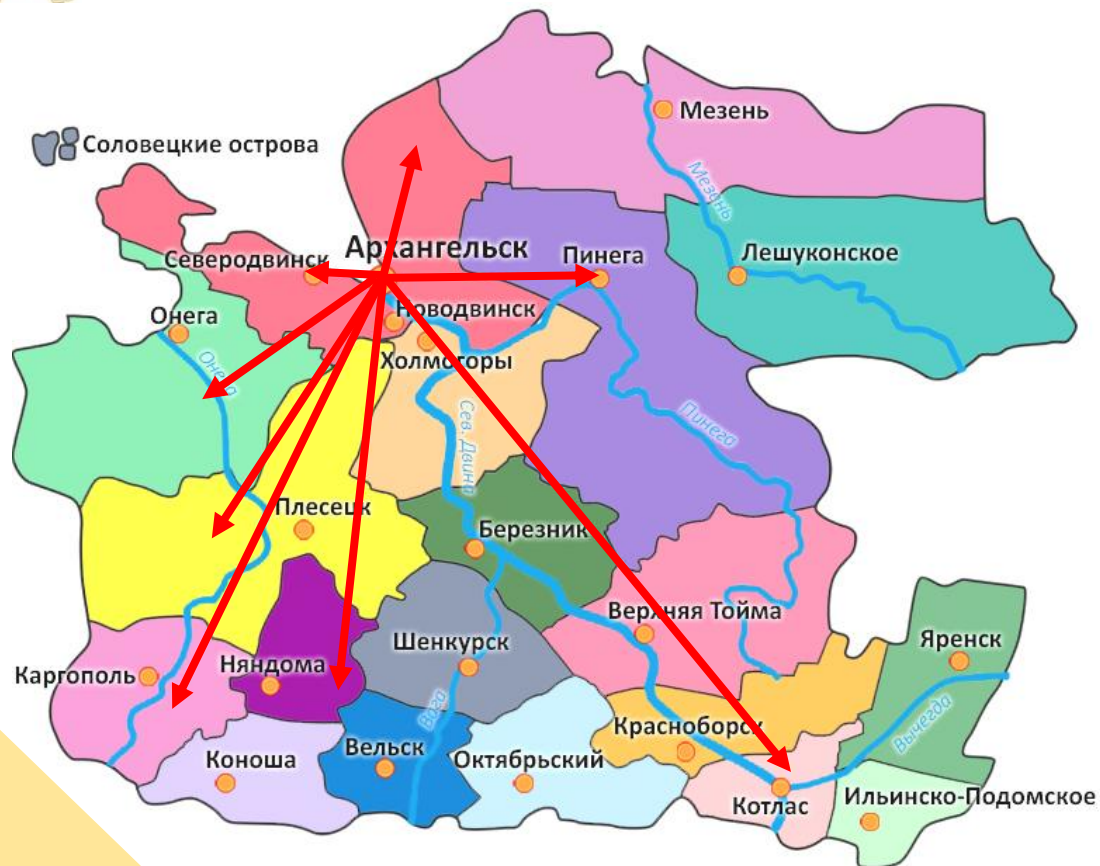 Мезень
Соловецкие острова
Мезень
Архангельск
Северодвинск
Пинега
Лешуконское
Онега
Новодвинск
Холмогоры
Онега
Сев. Двина
Пинега
Плесецк
Березник
Верхняя Тойма
Яренск
Шенкурск
Каргополь
Няндома
Вага
Красноборск
Вычегда
Коноша
Вельск
Октябрьский
Котлас
Ильинско-Подомское